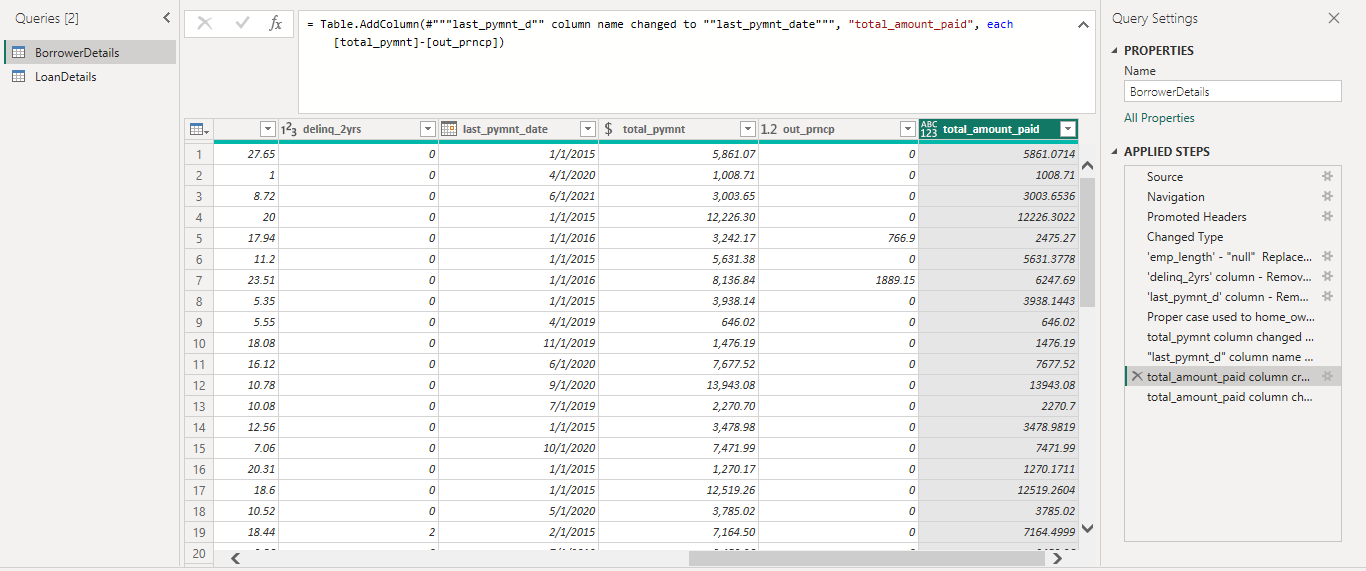 Queries [2]
BorrowerDetails
LoanDetails
fx
= Table.AddColumn(#"""last_pymnt_d"" column name changed to ""last_pymnt_date""", "total_amount_paid", each
[total_pymnt]-[out_prncp])
1²3 delinq_2yrs last_pymnt_date $ total_pymnt 1.2 out_prncp ABC 123 total_amount_paid
1 27.65 0 1/1/2015 5,861.07 0 5861.0714
2 1 0 4/1/2020 1,008.71 0 1008.71
3 8.72 0 6/1/2021 3,003.65 0 3003.6536
4 20 0 1/1/2015 12,226.30 0 12226.3022
5 17.94 0 1/1/2016 3,242.17 766.9 2475.27
6 11.2 0 1/1/2015 5,631.38 0 5631.3778
7 23.51 0 1/1/2016 8,136.84 1889.15 6247.69
8 5.35 0 1/1/2015 3,938.14 0 3938.1443
9 5.55 0 4/1/2019 646.02 0 646.02
10 18.08 0 11/1/2019 1,476.19 0 1476.19
11 16.12 0 6/1/2020 7,677.52 0 7677.52
12 10.78 0 9/1/2020 13,943.08 0 13943.08
13 10.08 0 7/1/2019 2,270.70 0 2270.7
14 12.56 0 1/1/2015 3,478.98 0 3478.9819
15 7.06 0 10/1/2020 7,471.99 0 7471.99
16 20.31 0 1/1/2015 1,270.17 0 1270.1711
17 18.6 0 1/1/2015 12,519.26 0 12519.2604
18 10.52 0 5/1/2020 3,785.02 0 3785.02
19 18.44 2 2/1/2015 7,164.50 0 7164.4999
20
Query Settings
PROPERTIES
Name
BorrowerDetails
All Properties
APPLIED STEPS
Source
Navigation
Promoted Headers
Changed Type
'emp_length' - "null" Replace...
'delinq_2yrs' column - Remov...
'last_pymnt_d' column - Rem...
Proper case used to home_ow...
total_pymnt column changed ...
"last_pymnt_d" column name ...
total_amount_paid column cr...
total_amount_paid column ch...